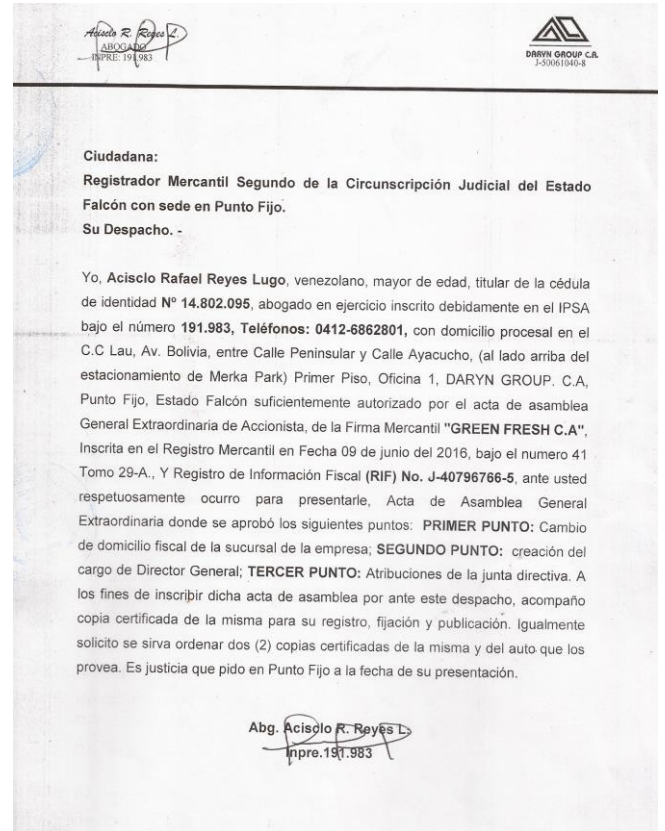 Acisclo R. Reyes L.
ABOGADO
INPRE: 191.983
DARYN GROUP C.A.
J-50061040-8
Ciudadana:
Registrador Mercantil Segundo de la Circunscripción Judicial del Estado
Falcón con sede en Punto Fijo.
Su Despacho. -
Yo, Acisclo Rafael Reyes Lugo, venezolano, mayor de edad, titular de la cédula
de identidad Nº 14.802.095, abogado en ejercicio inscrito debidamente en el IPSA
bajo el número 191.983, Teléfonos: 0412-6862801, con domicilio procesal en el
C.C Lau, Av. Bolivia, entre Calle Peninsular y Calle Ayacucho, (al lado arriba del
estacionamiento de Merka Park) Primer Piso, Oficina 1, DARYN GROUP. C.A,
Punto Fijo, Estado Falcón suficientemente autorizado por el acta de asamblea
General Extraordinaria de Accionista, de la Firma Mercantil "GREEN FRESH C.A",
Inscrita en el Registro Mercantil en Fecha 09 de junio del 2016, bajo el numero 41
Tomo 29-A., Y Registro de Información Fiscal (RIF) No. J-40796766-5, ante usted
respetuosamente ocurro para presentarle, Acta de Asamblea General
Extraordinaria donde se aprobó los siguientes puntos: PRIMER PUNTO: Cambio
de domicilio fiscal de la sucursal de la empresa; SEGUNDO PUNTO: creación del
cargo de Director General; TERCER PUNTO: Atribuciones de la junta directiva. A
los fines de inscribir dicha acta de asamblea por ante este despacho, acompaño
copia certificada de la misma para su registro, fijación y publicación. Igualmente
solicito se sirva ordenar dos (2) copias certificadas de la misma y del auto que los
provea. Es justicia que pido en Punto Fijo a la fecha de su presentación.
Abg. Acisclo R. Reyes L.
Inpre.191.983